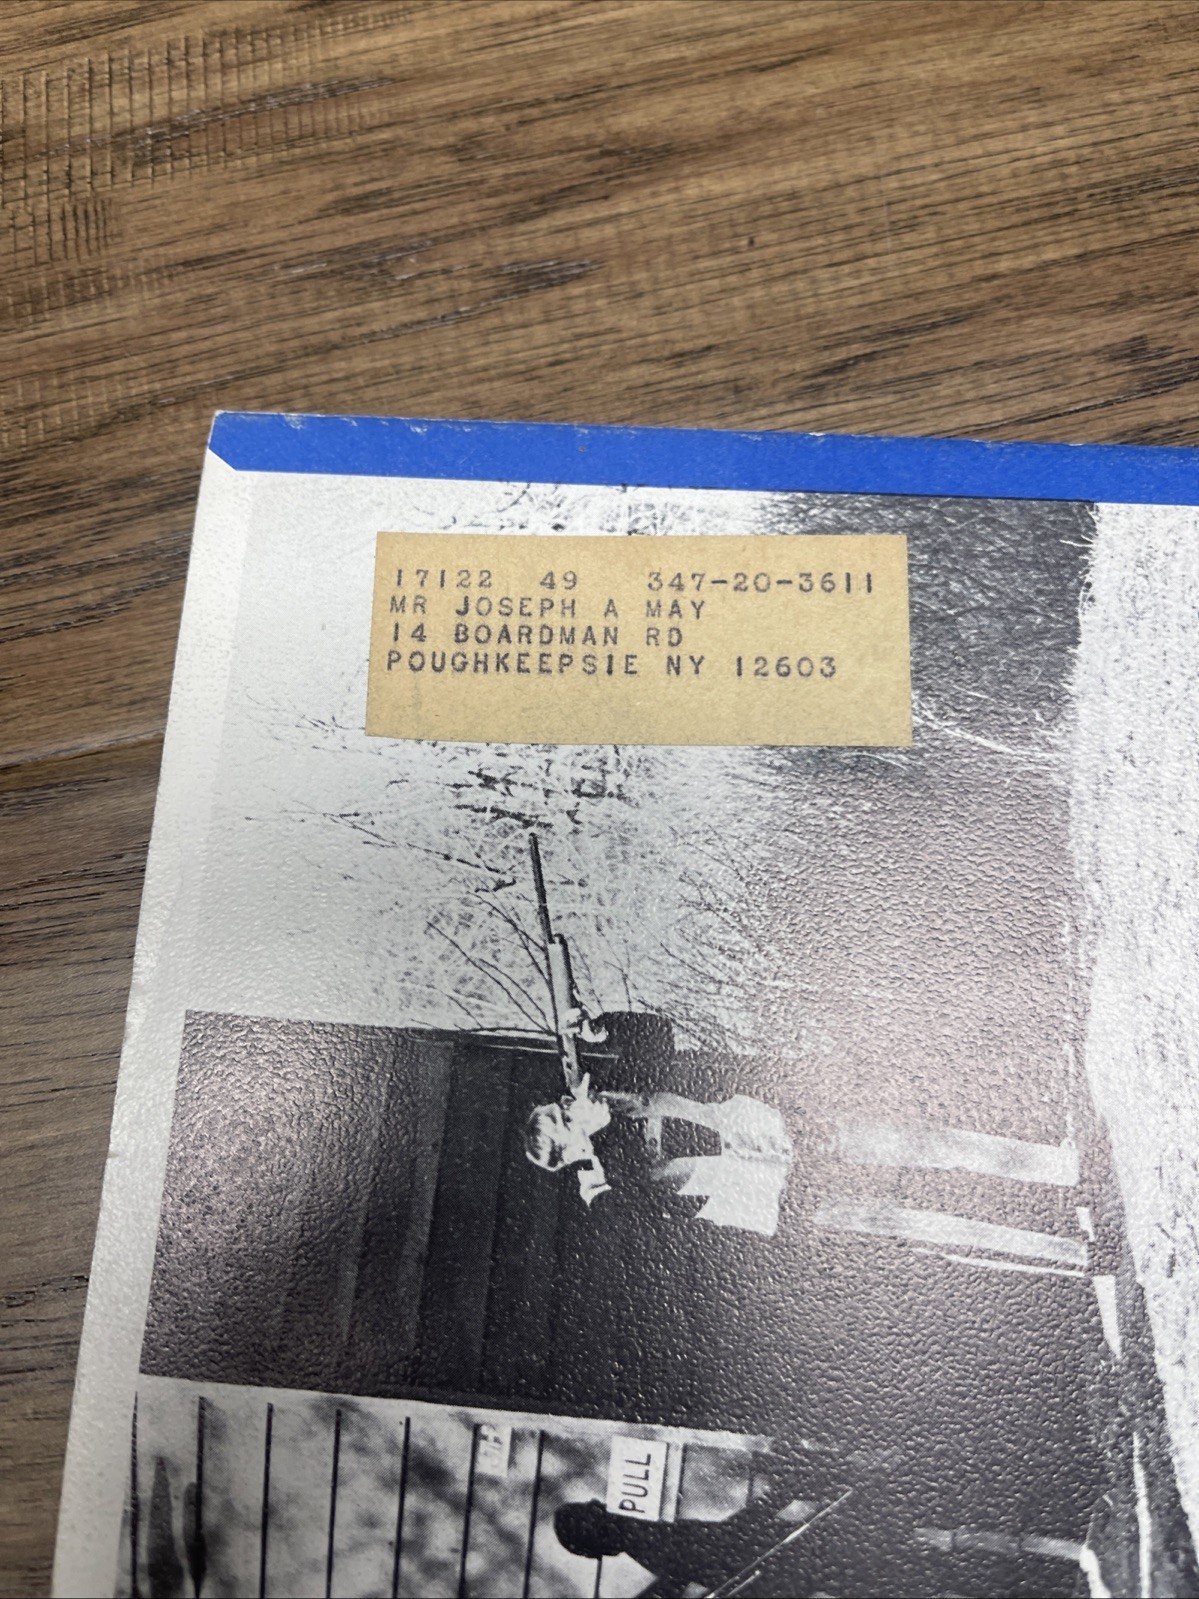 17122 49 347-20-3611
MR JOSEPH A MAY
14 BOARDMAN RD
POUGHKEEPSIE NY 12603
PULL